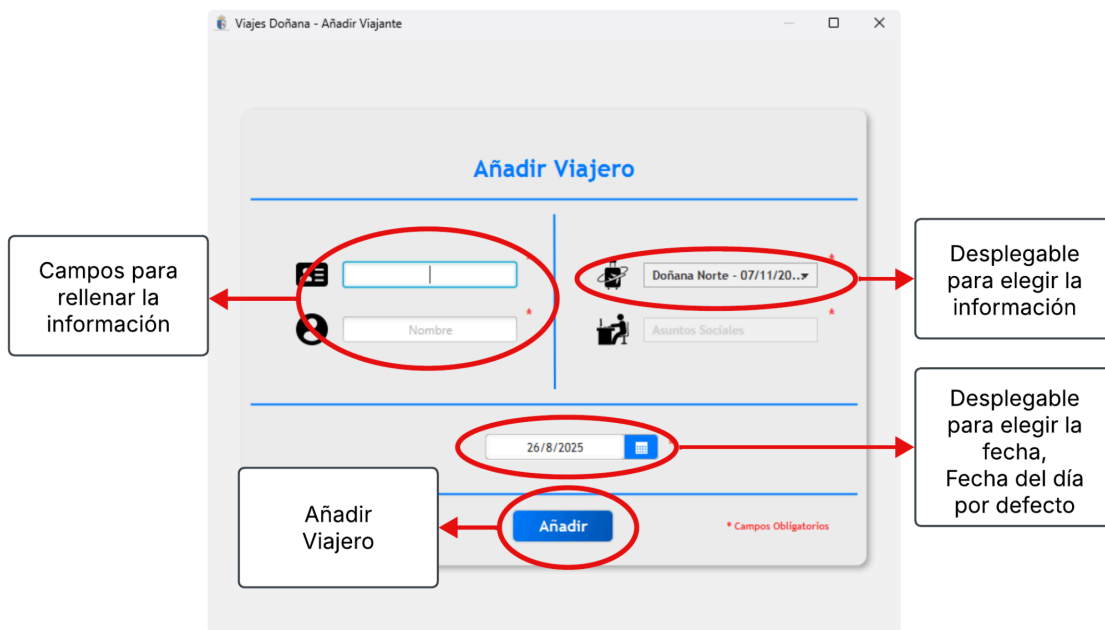 Viajes Doñana - Añadir Viajante
Añadir Viajero
Campos para
rellenar la
información
*
Nombre
*
Doñana Norte - 07/11/20..
*
Asuntos Sociales
*
Desplegable
para elegir la
información
26/8/2025
*
Desplegable
para elegir la
fecha,
Fecha del día
por defecto
Añadir
Viajero
Añadir
* Campos Obligatorios